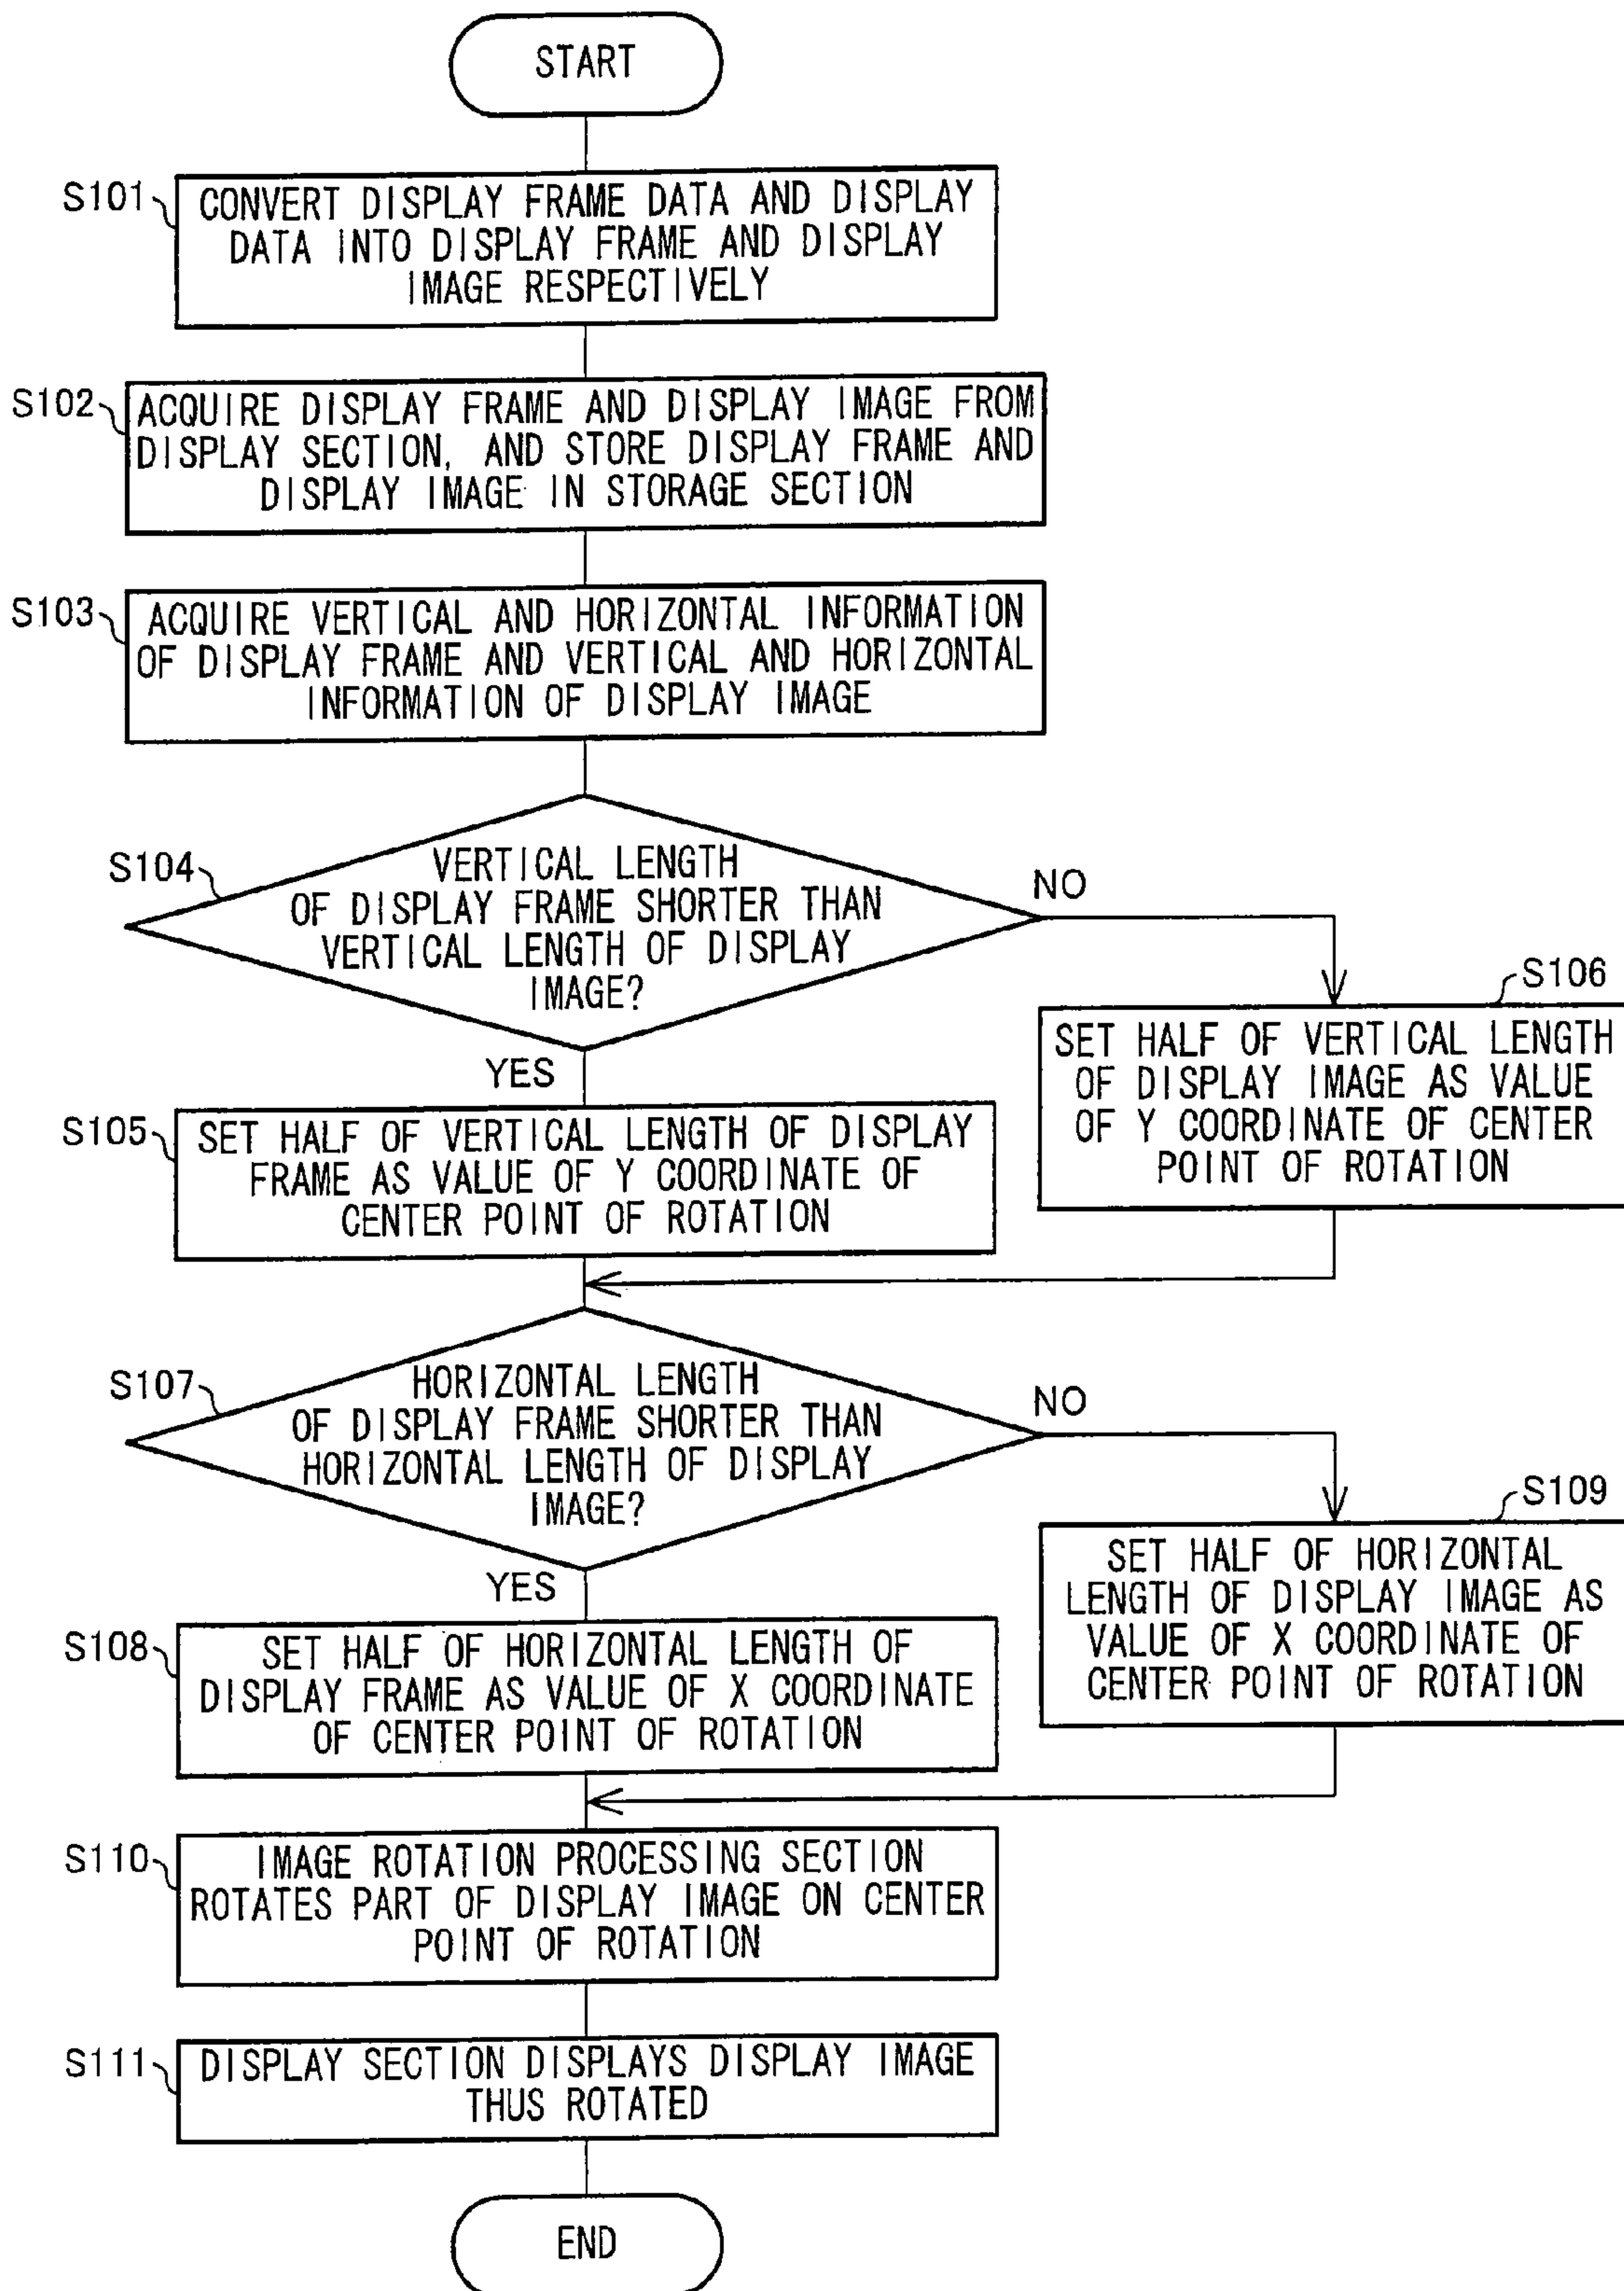 START
S101
CONVERT DISPLAY FRAME DATA AND DISPLAY
DATA INTO DISPLAY FRAME AND DISPLAY
IMAGE RESPECTIVELY
S102
ACQUIRE DISPLAY FRAME AND DISPLAY IMAGE FROM
DISPLAY SECTION, AND STORE DISPLAY FRAME AND
DISPLAY IMAGE IN STORAGE SECTION
S103
ACQUIRE VERTICAL AND HORIZONTAL INFORMATION
OF DISPLAY FRAME AND VERTICAL AND HORIZONTAL
INFORMATION OF DISPLAY IMAGE
S104
VERTICAL LENGTH
OF DISPLAY FRAME SHORTER THAN
VERTICAL LENGTH OF DISPLAY
IMAGE?
NO
YES
S106
SET HALF OF VERTICAL LENGTH
OF DISPLAY IMAGE AS VALUE
OF Y COORDINATE OF CENTER
POINT OF ROTATION
S105
SET HALF OF VERTICAL LENGTH OF DISPLAY
FRAME AS VALUE OF Y COORDINATE OF
CENTER POINT OF ROTATION
S107
HORIZONTAL LENGTH
OF DISPLAY FRAME SHORTER THAN
HORIZONTAL LENGTH OF DISPLAY
IMAGE?
NO
YES
S109
SET HALF OF HORIZONTAL
LENGTH OF DISPLAY IMAGE AS
VALUE OF X COORDINATE OF
CENTER POINT OF ROTATION
S108
SET HALF OF HORIZONTAL LENGTH OF
DISPLAY FRAME AS VALUE OF X COORDINATE
OF CENTER POINT OF ROTATION
S110
IMAGE ROTATION PROCESSING SECTION
ROTATES PART OF DISPLAY IMAGE ON CENTER
POINT OF ROTATION
S111
DISPLAY SECTION DISPLAYS DISPLAY IMAGE
THUS ROTATED
END